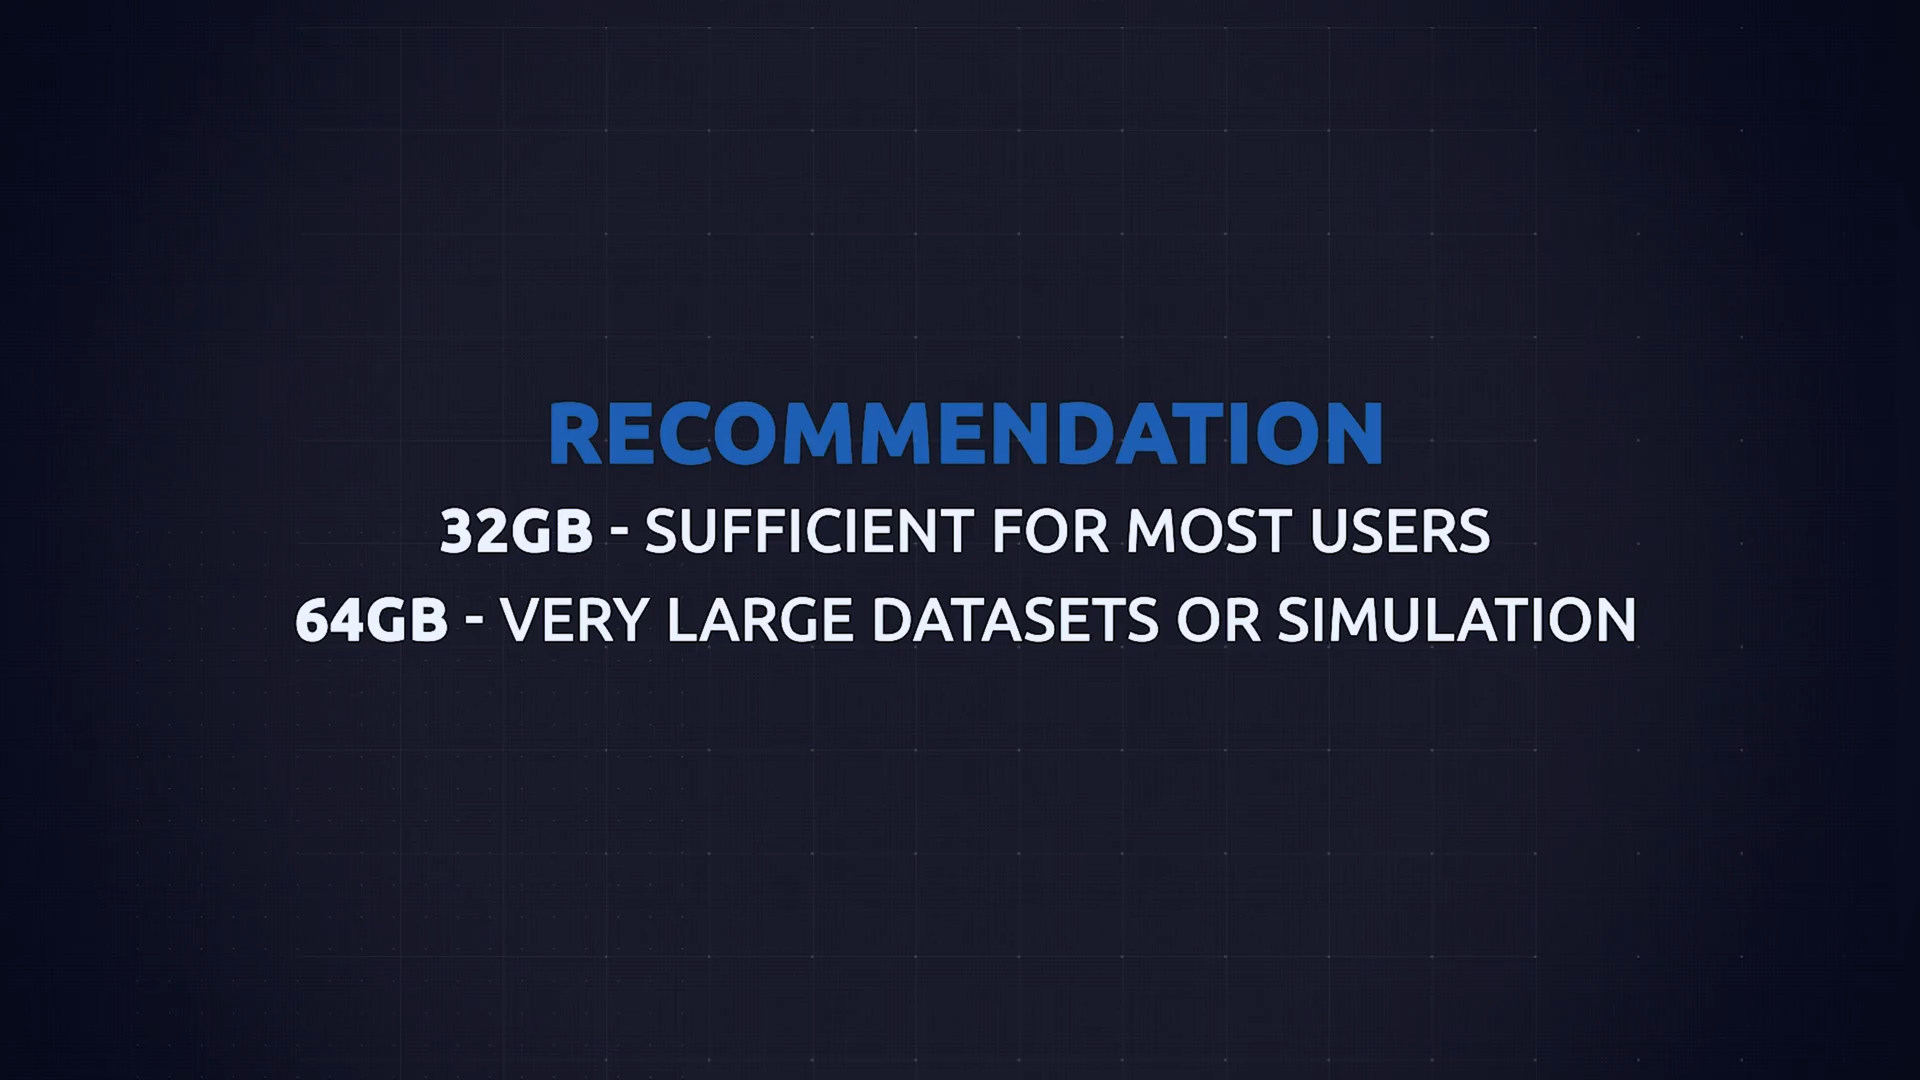 RECOMMENDATION
32GB - SUFFICIENT FOR MOST USERS
64GB - VERY LARGE DATASETS OR SIMULATION